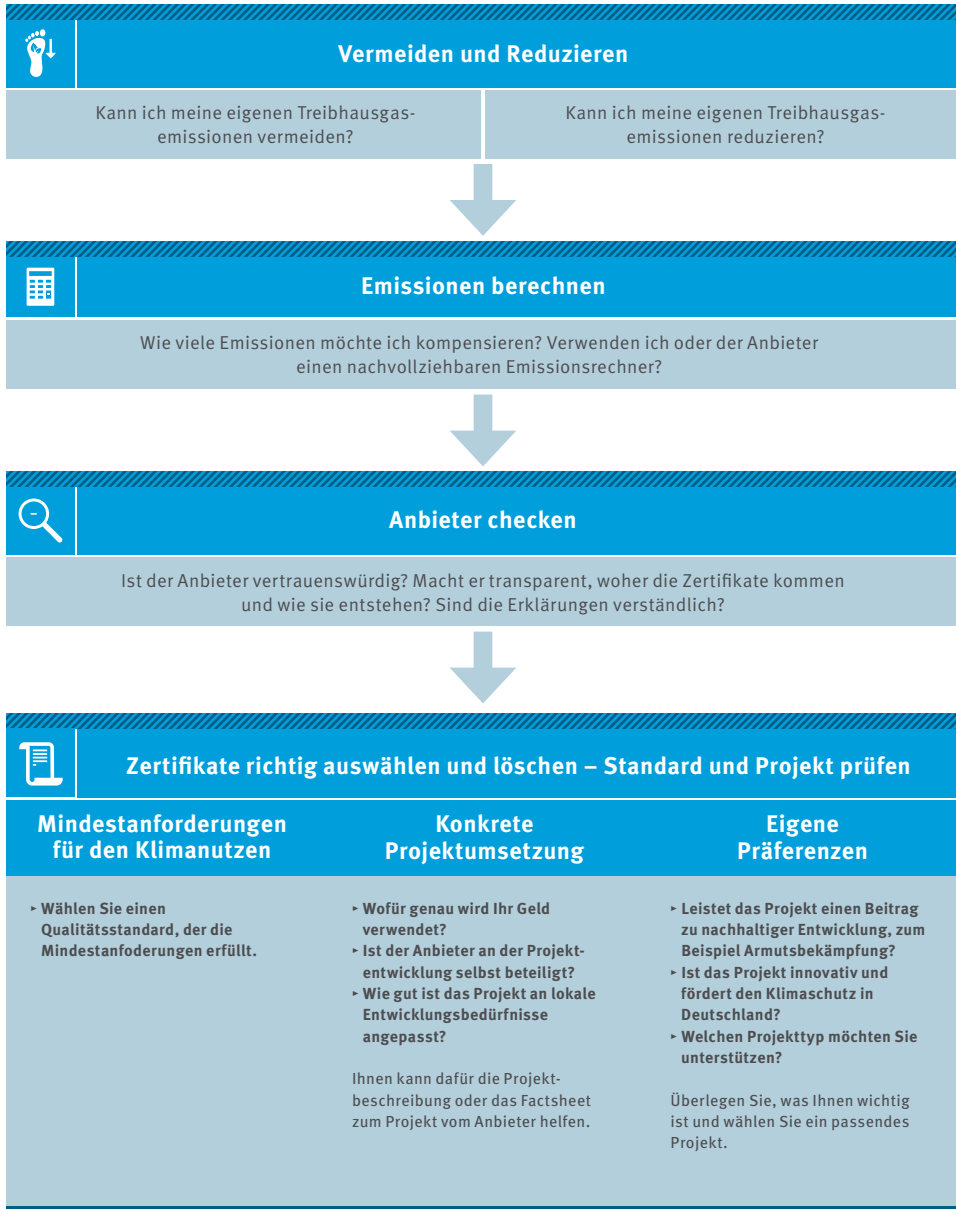 Vermeiden und Reduzieren
Kann ich meine eigenen Treibhausgas-
emissionen vermeiden?
Kann ich meine eigenen Treibhausgas-
emissionen reduzieren?
Emissionen berechnen
Wie viele Emissionen möchte ich kompensieren? Verwenden ich oder der Anbieter
einen nachvollziehbaren Emissionsrechner?
Anbieter checken
Ist der Anbieter vertrauenswürdig? Macht er transparent, woher die Zertifikate kommen
und wie sie entstehen? Sind die Erklärungen verständlich?
Zertifikate richtig auswählen und löschen – Standard und Projekt prüfen
Mindestanforderungen
für den Klimanutzen
‣ Wählen Sie einen
Qualitätsstandard, der die
Mindestanfoderungen erfüllt.
Konkrete
Projektumsetzung
‣ Wofür genau wird Ihr Geld
verwendet?
‣ Ist der Anbieter an der Projekt-
entwicklung selbst beteiligt?
‣ Wie gut ist das Projekt an lokale
Entwicklungsbedürfnisse
angepasst?
Ihnen kann dafür die Projekt-
beschreibung oder das Factsheet
zum Projekt vom Anbieter helfen.
Eigene
Präferenzen
‣ Leistet das Projekt einen Beitrag
zu nachhaltiger Entwicklung, zum
Beispiel Armutsbekämpfung?
‣ Ist das Projekt innovativ und
fördert den Klimaschutz in
Deutschland?
‣ Welchen Projekttyp möchten Sie
unterstützen?
Überlegen Sie, was Ihnen wichtig
ist und wählen Sie ein passendes
Projekt.